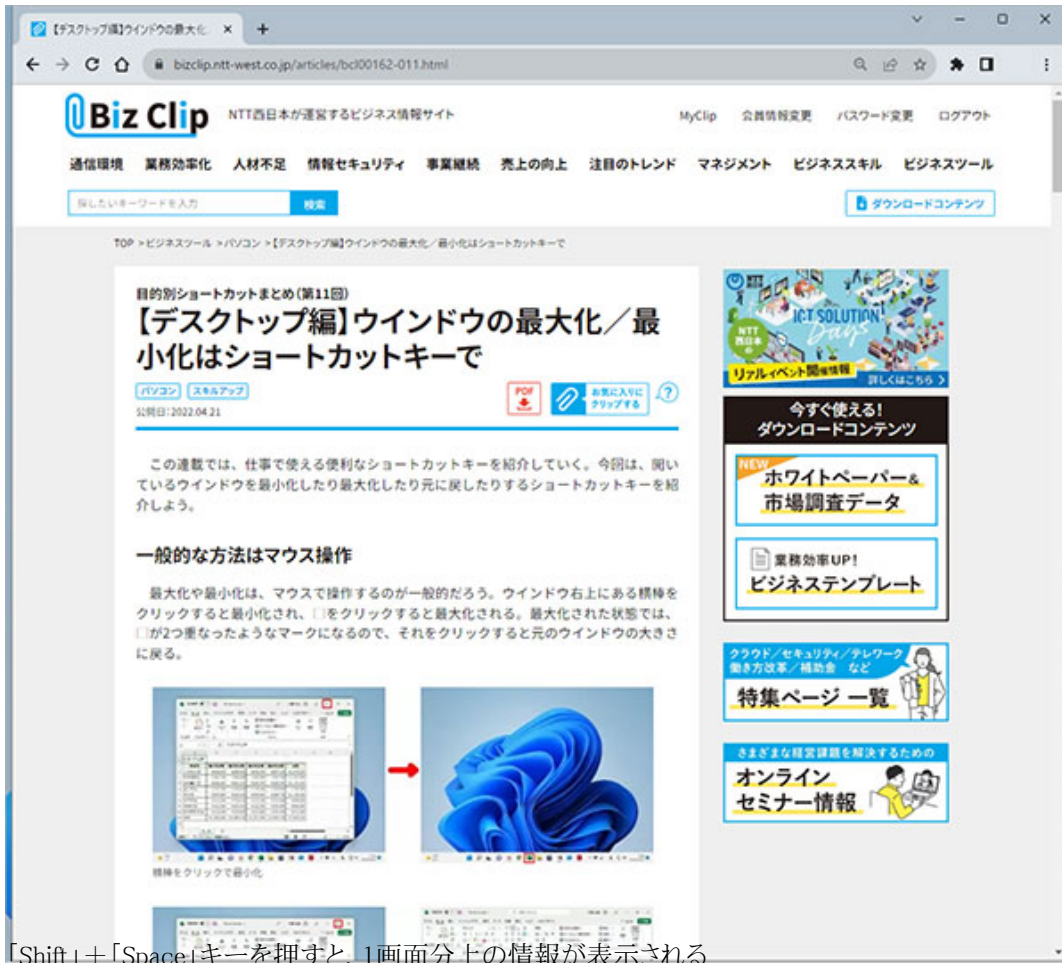 【デスクトップ編】ウインドウの最大化
bizclip.ntt-west.co.jp/articles/bcl00162-011.html
Biz Clip
NTT西日本が運営するビジネス情報サイト
MyClip 会員情報変更 パスワード変更 ログアウト
通信環境 業務効率化 人材不足 情報セキュリティ 事業継続 売上の向上 注目のトレンド マネジメント ビジネススキル ビジネスツール
探したいキーワードを入力 検索
ダウンロードコンテンツ
TOP >ビジネスツール >パソコン >【デスクトップ編】ウインドウの最大化／最小化はショートカットキーで
目的別ショートカットまとめ(第11回)
【デスクトップ編】ウインドウの最大化／最
小化はショートカットキーで
パソコン スキルアップ
公開日:2022.04.21
PDF
お気に入りに
クリップする
?
この連載では、仕事で使える便利なショートカットキーを紹介していく。今回は、開い
ているウインドウを最小化したり最大化したり元に戻したりするショートカットキーを紹
介しよう。
一般的な方法はマウス操作
最大化や最小化は、マウスで操作するのが一般的だろう。ウインドウ右上にある横棒を
クリックすると最小化され、□をクリックすると最大化される。最大化された状態では、
□が2つ重なったようなマークになるので、それをクリックすると元のウインドウの大きさ
に戻る。
横棒をクリックで最小化
NTT
ICT SOLUTION
Days
NTT
西日本
の
リアルイベント開催情報
詳しくはこちら >
今すぐ使える!
ダウンロードコンテンツ
NEW
ホワイトペーパー&
市場調査データ
業務効率UP!
ビジネステンプレート
クラウド／セキュリティ／テレワーク
働き方改革／補助金 など
特集ページ 一覧
さまざまな経営課題を解決するための
オンライン
セミナー情報
「Shift」＋「Space」キーを押すと、1画面分上の情報が表示される